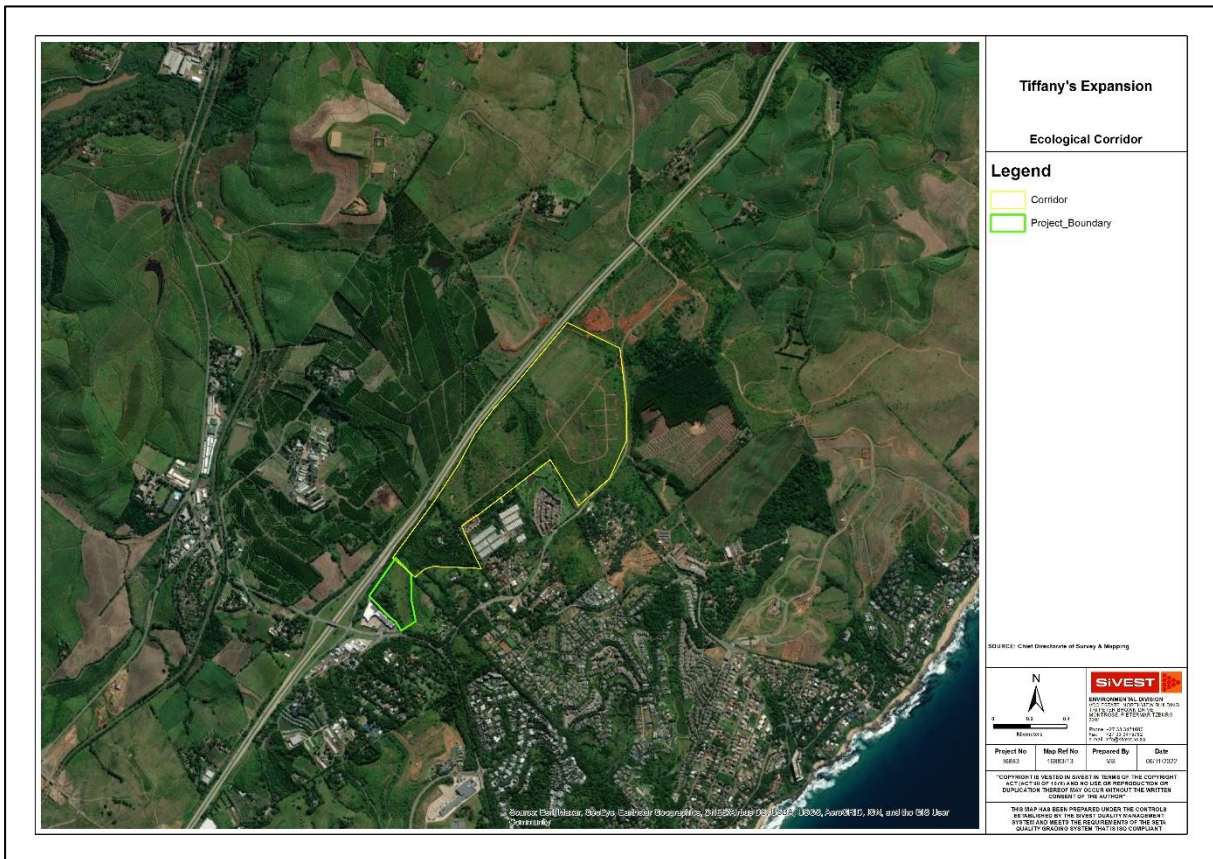 Tiffany's Expansion
Ecological Corridor
Legend
Corridor
Project_Boundary
SOURCE: Chief Directorate of Survey & Mapping
N
Kilometers
SiVEST
ENVIRONMENTAL DIVISION
Project No
Map Ref No
Prepared By
Date
"COPYRIGHT IS VESTED IN SIVEST IN TERMS OF THE COPYRIGHT
ACT (ACT 98 OF 1978) AND NO USE OR REPRODUCTION OR
DUPLICATION THEREOF MAY OCCUR WITHOUT THE WRITTEN
CONSENT OF THE AUTHOR"
THIS MAP HAS BEEN PREPARED UNDER THE CONTROLS
ESTABLISHED BY THE SIVEST QUALITY MANAGEMENT
SYSTEM AND MEETS THE REQUIREMENTS OF THE SETA
QUALITY GRADING SYSTEM THAT IS ISO COMPLIANT
Source: Esri, Maxar, GeoEye, Earthstar Geographics, CNES/Airbus DS, USDA, USGS, AeroGRID, IGN, and the GIS User
Community